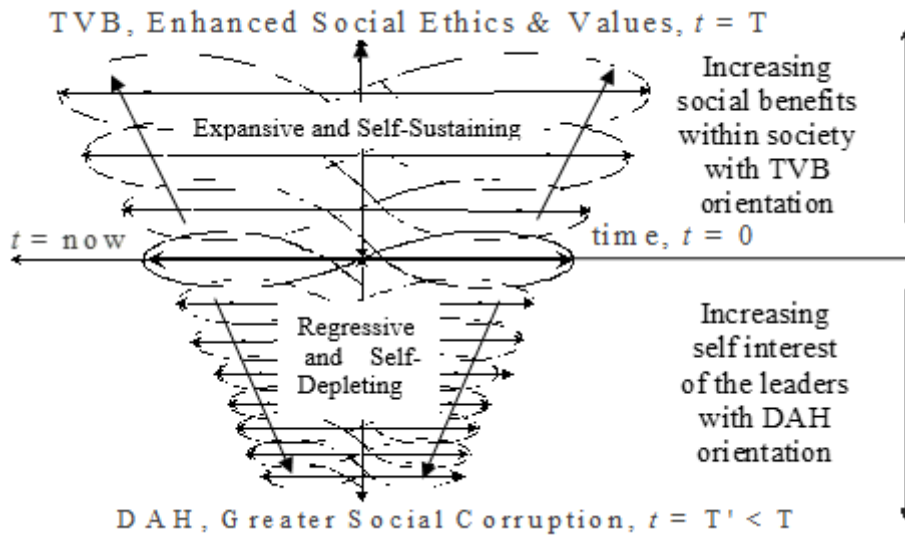 TVB, Enhanced Social Ethics & Values, t = T
Increasing
social benefits
within society
with TVB
orientation
Expansive and Self-Sustaining
t = now
time, t = 0
Regressive
and Self-
Depleting
Increasing
self interest
of the leaders
with DAH
orientation
DAH, Greater Social Corruption, t = T' < T